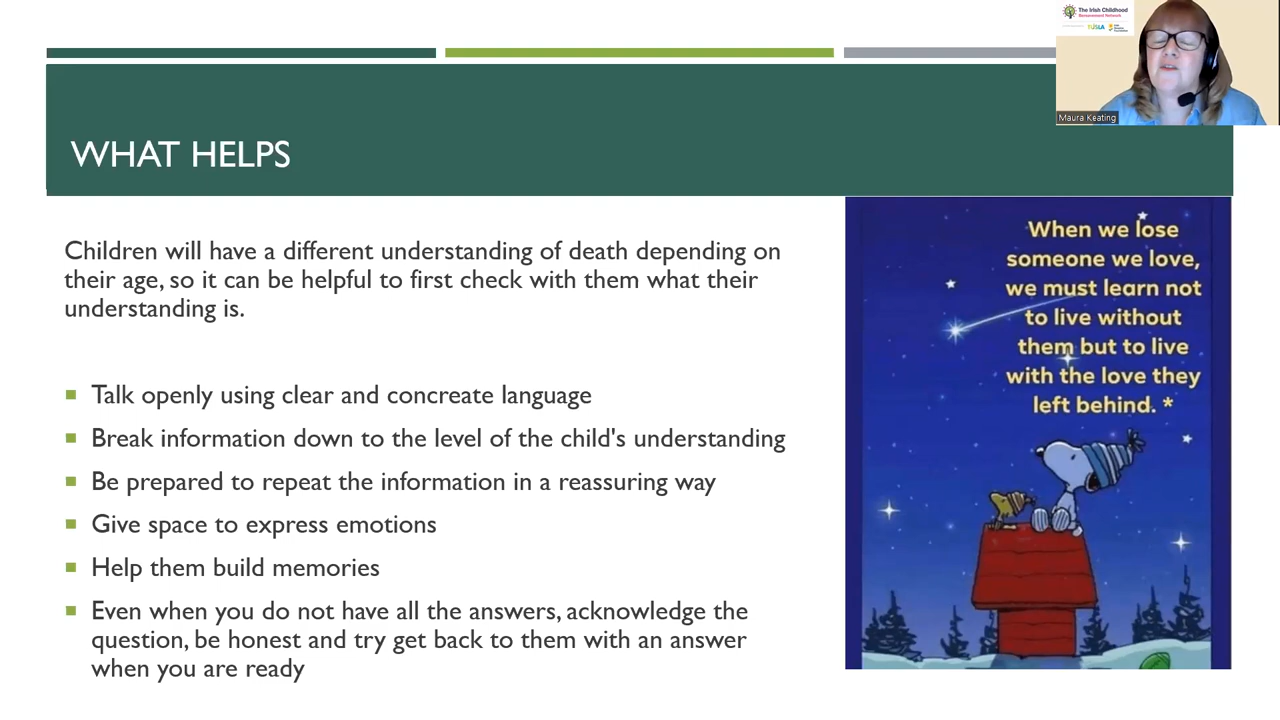 The Irish Childhood
Bereavement Network
TUSLA
Maura Keating
WHAT HELPS
Children will have a different understanding of death depending on
their age, so it can be helpful to first check with them what their
understanding is.
Talk openly using clear and concreate language
Break information down to the level of the child's understanding
Be prepared to repeat the information in a reassuring way
Give space to express emotions
Help them build memories
Even when you do not have all the answers, acknowledge the
question, be honest and try get back to them with an answer
when you are ready
When we lose
someone we love,
we must learn not
to live without
them but to live
with the love they
left behind. *